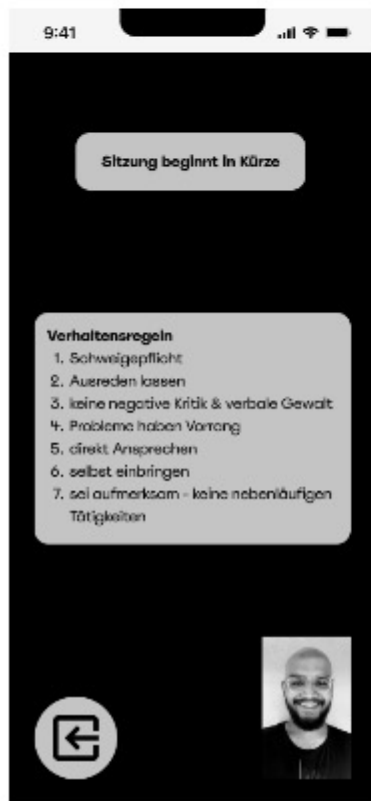 9:41
Sitzung beginnt in Kürze
Verhaltensregeln
1. Schweigepflicht
2. Ausreden lassen
3. keine negative Kritik & verbale Gewalt
4. Probleme haben Vorrang
5. direkt Ansprechen
6. selbst einbringen
7. sei aufmerksam - keine nebenläufigen
Tätigkeiten